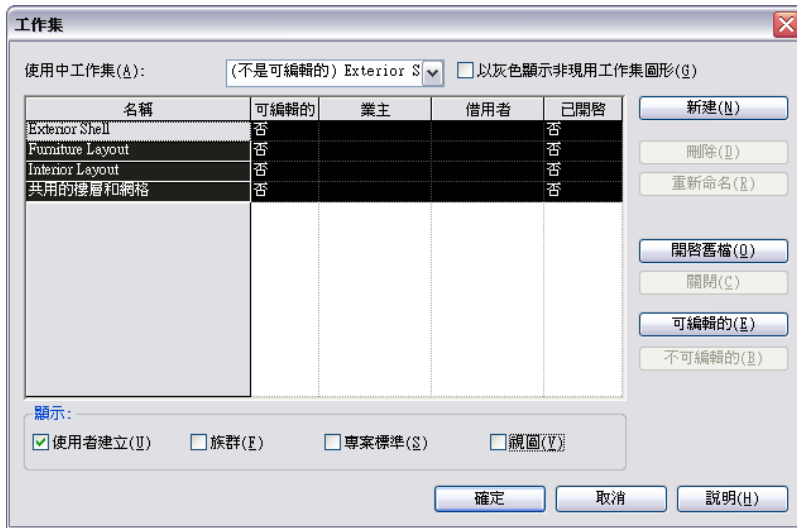 工作集
使用中工作集(A):
(不是可編輯的) Exterior S
以灰色顯示非現用工作集圖形(G)
名稱 可編輯的 業主 借用者 已開啓
Exterior Shell 否 否
Furniture Layout 否 否
Interior Layout 否 否
共用的樓層和網格 否 否
新建(N)
刪除(D)
重新命名(R)
開啓舊檔(O)
關閉(C)
可編輯的(E)
不可編輯的(B)
顯示:
使用者建立(U) 族群(F) 專案標準(S) 視圖(V)
確定 取消 說明(H)